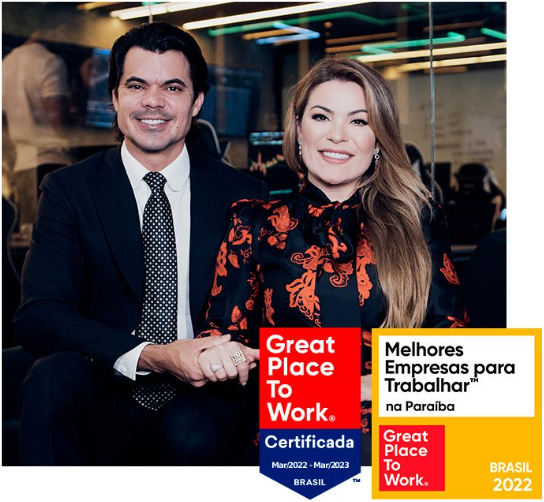 Great
Place
To
Work®
Certificada
Mar/2022 - Mar/2023
BRASIL
™
Melhores
Empresas para
Trabalhar™
na Paraíba
Great
Place
To
Work®
BRASIL
2022